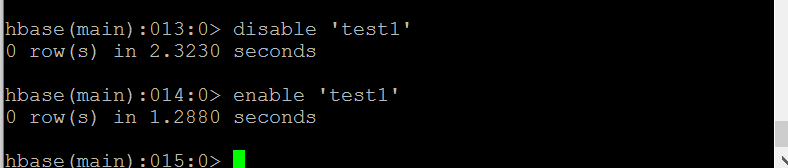 hbase(main):013:0> disable 'test1'
0 row(s) in 2.3230 seconds
hbase(main):014:0> enable 'test1'
0 row(s) in 1.2880 seconds
hbase(main):015:0>